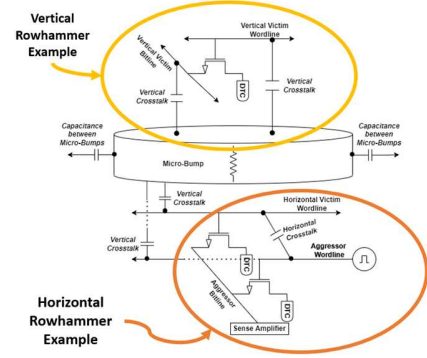 Vertical
Rowhammer
Example
Vertical Victim
Wordline
Vertical Victim
Bitline
DTC
Vertical
Crosstalk
Vertical
Crosstalk
Capacitance
between
Micro-Bumps
Micro-Bump
Capacitance
between
Micro-Bumps
Vertical
Crosstalk
Horizontal Victim
Wordline
Horizontal
Crosstalk
Vertical
Crosstalk
DTC
Aggressor
Wordline
Aggressor
Bitline
DTC
Sense Amplifier
Horizontal
Rowhammer
Example